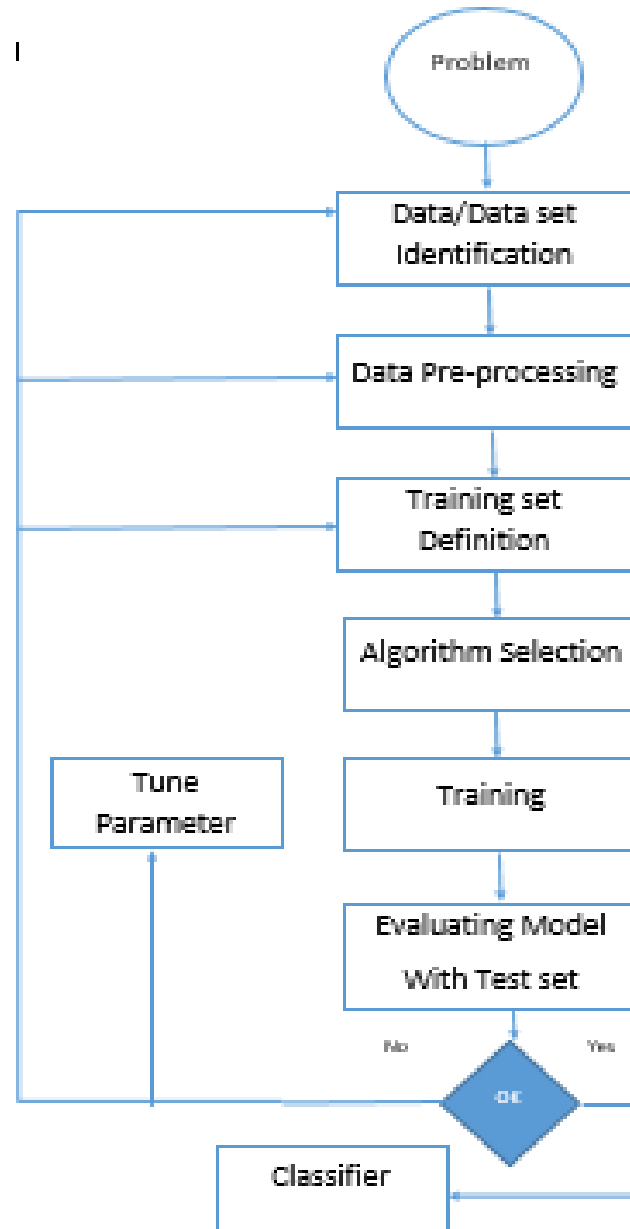 Problem
Data/Data set
Identification
Data Pre-processing
Training set
Definition
Algorithm Selection
Tune
Parameter
Training
Evaluating Model
With Test set
No
Yes
OK
Classifier